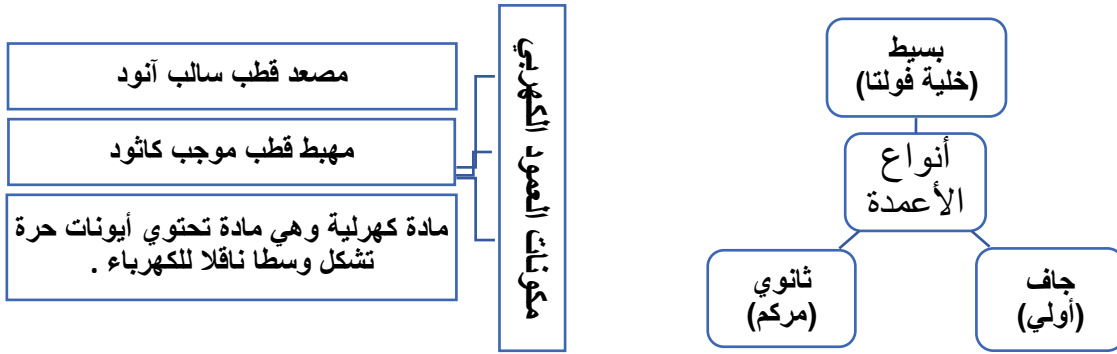 بسيط
(خلية فولتا)
أنواع
الأعمدة
جاف
(أولي)
ثانوي
(مركم)
مكونات العمود الكهربي
مصعد قطب سالب آنود
مهبط قطب موجب كاثود
مادة كهرلية وهي مادة تحتوي أيونات حرة
تشكل وسطا ناقلا للكهرباء .